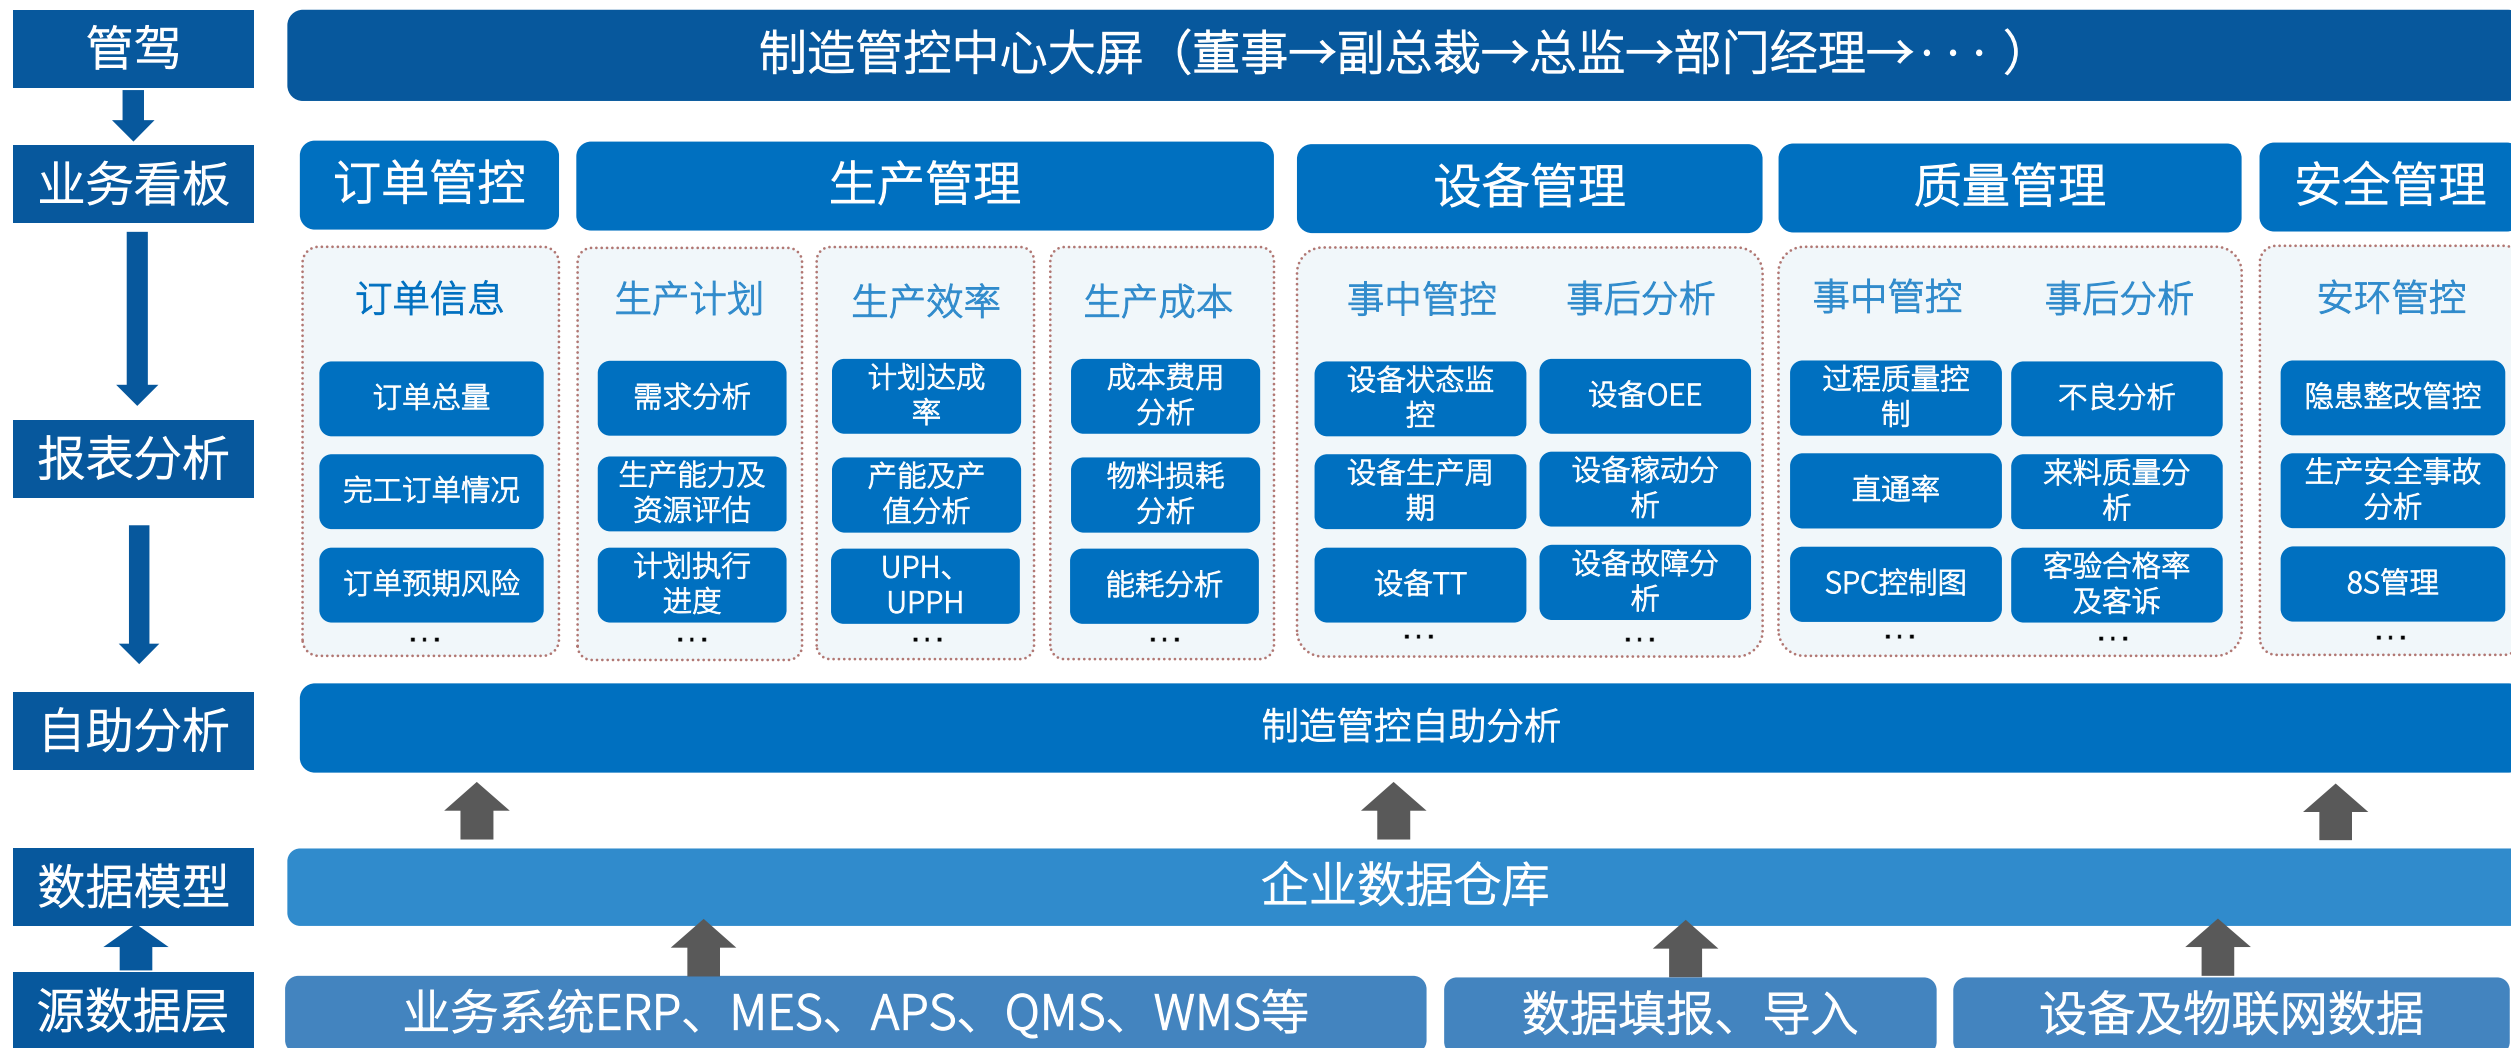 管驾
制造管控中心大屏（董事→副总裁→总监→部门经理→···）
业务看板
订单管控
生产管理
设备管理
质量管理
安全管理
订单信息
订单总量
完工订单情况
订单预期风险
...
生产计划
需求分析
生产能力及
资源评估
计划执行
进度
...
生产效率
计划达成
率
产能及产
值分析
UPH、
UPPH
...
生产成本
成本费用
分析
物料损耗
分析
能耗分析
...
事中管控
设备状态监
控
设备生产周
期
设备TT
...
事后分析
设备OEE
设备稼动分
析
设备故障分
析
...
事中管控
过程质量控
制
直通率
SPC控制图
...
事后分析
不良分析
来料质量分
析
客验合格率
及客诉
...
安环管控
隐患整改管控
生产安全事故
分析
8S管理
...
报表分析
自助分析
制造管控自助分析
数据模型
企业数据仓库
源数据层
业务系统ERP、MES、APS、QMS、WMS等
数据填报、导入
设备及物联网数据